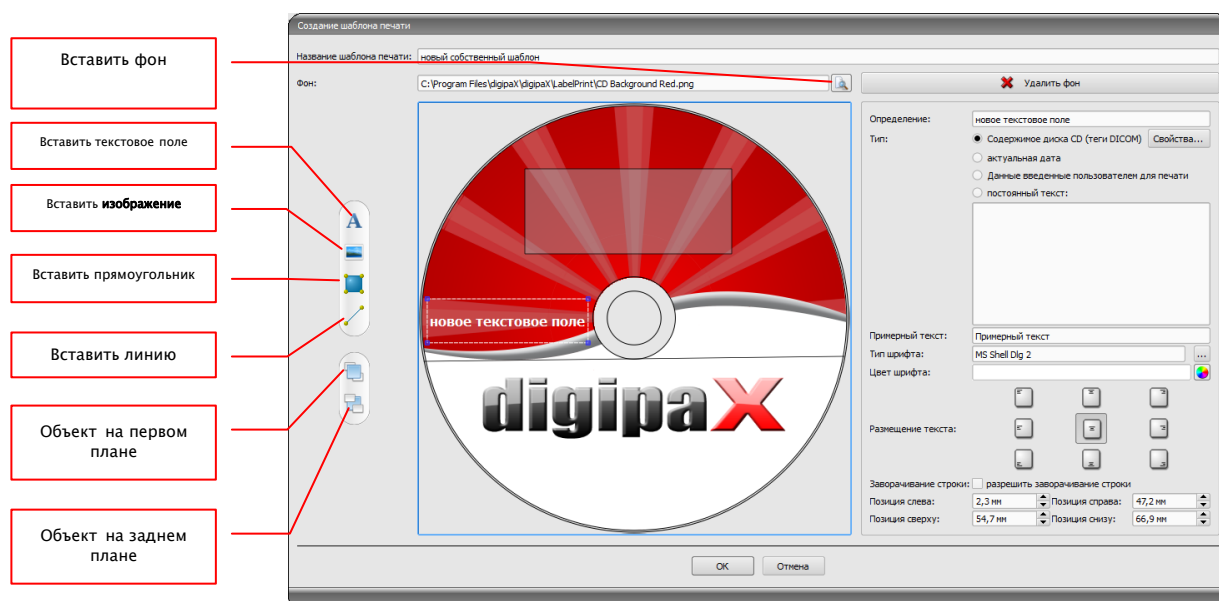 Создание шаблона печати
Вставить фон
Название шаблона печати: новый собственный шаблон
Фон: C:\Program Files\digipaX\digipaX\LabelPrint\CD Background Red.png
Удалить фон
Вставить текстовое поле
Вставить изображение
Вставить прямоугольник
Вставить линию
Объект на первом
плане
Объект на заднем
плане
A
новое текстовое поле
digipaX
Определение: новое текстовое поле
Тип: Содержимое диска CD (теги DICOM) Свойства...
актуальная дата
Данные введенные пользователем для печати
постоянный текст:
Примерный текст: Примерный текст
Тип шрифта: MS Shell Dlg 2 ...
Цвет шрифта:
Размещение текста:
Заворачивание строки: разрешить заворачивание строки
Позиция слева: 2,3 мм Позиция справа: 47,2 мм
Позиция сверху: 54,7 мм Позиция снизу: 66,9 мм
OK Отмена